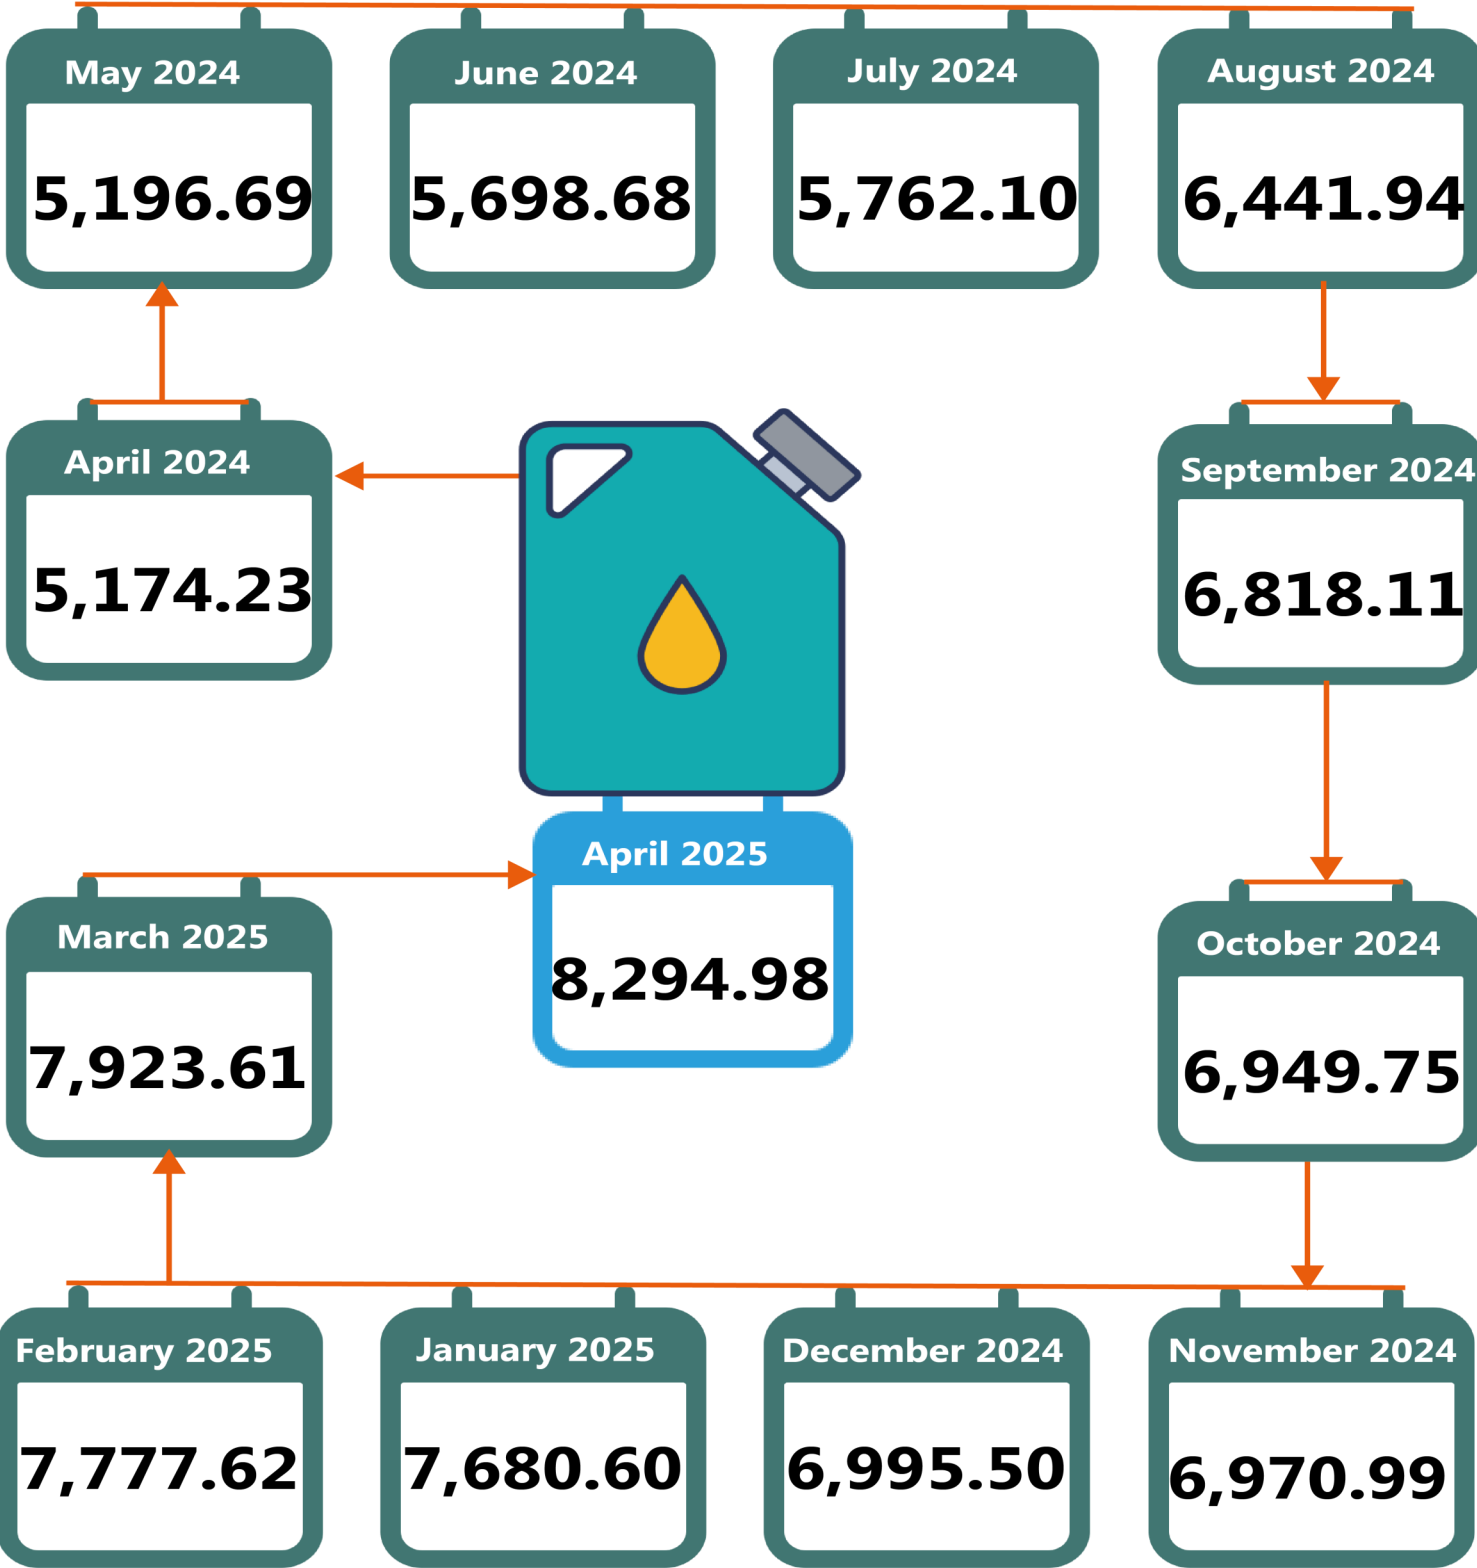 May 2024
5,196.69
June 2024
5,698.68
July 2024
5,762.10
August 2024
6,441.94
April 2024
5,174.23
September 2024
6,818.11
April 2025
8,294.98
March 2025
7,923.61
October 2024
6,949.75
February 2025
7,777.62
January 2025
7,680.60
December 2024
6,995.50
November 2024
6,970.99